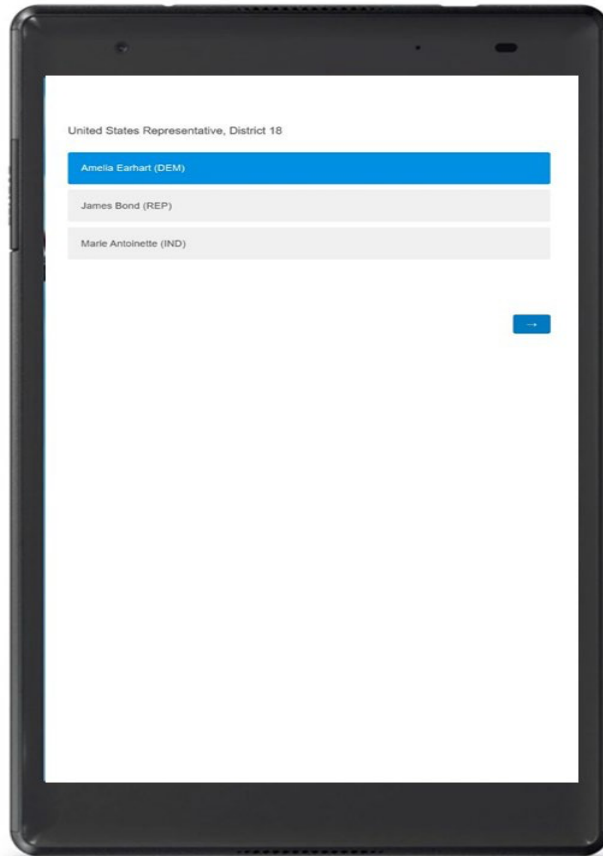 United States Representative, District 18
Amelia Earhart (DEM)
James Bond (REP)
Marie Antoinette (IND)
→